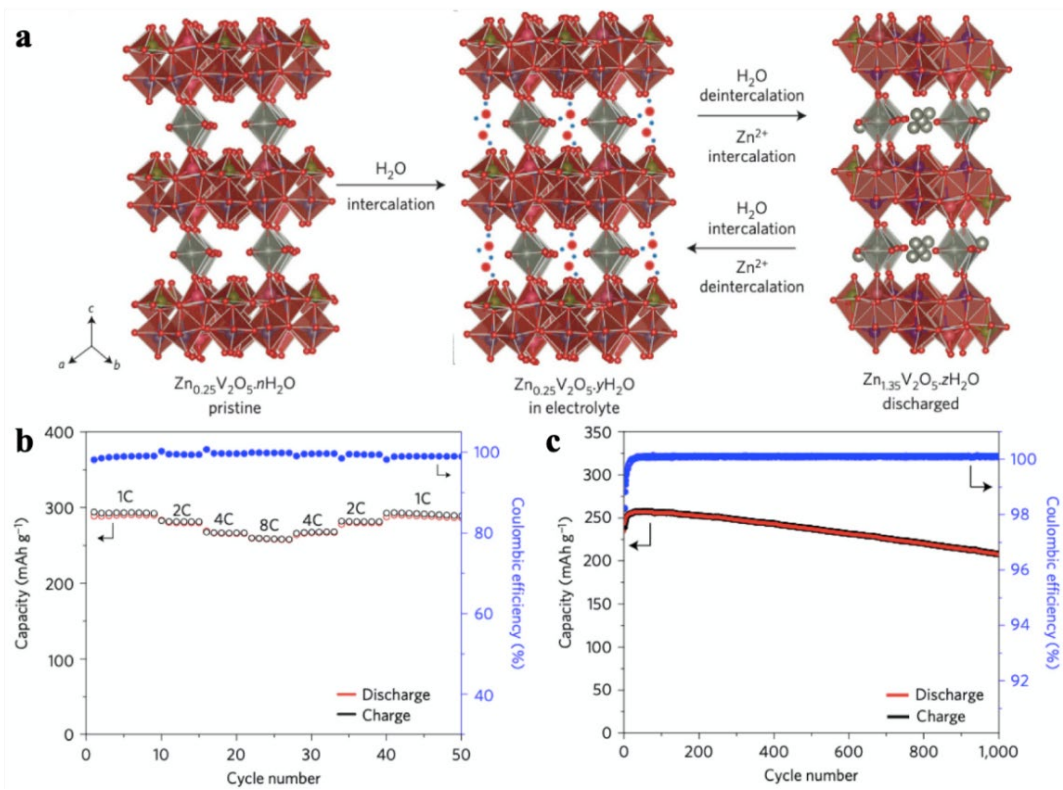 a
H₂O
intercalation
H₂O
deintercalation
Zn²⁺
intercalation
H₂O
intercalation
Zn²⁺
deintercalation
c
a
b
Zn₀.₂₅V₂O₅.nH₂O
pristine
Zn₀.₂₅V₂O₅.yH₂O
in electrolyte
Zn₁.₃₅V₂O₅.zH₂O
discharged
b
400
300
200
100
0
Capacity (mAh g⁻¹)
1C
2C
4C
8C
4C
2C
1C
Discharge
Charge
0
10
20
30
40
50
Cycle number
100
80
60
40
Coulombic efficiency (%)
c
350
325
300
250
200
150
100
50
0
Capacity (mAh g⁻¹)
Discharge
Charge
0
200
400
600
800
1,000
Cycle number
100
98
96
94
92
Coulombic efficiency (%)